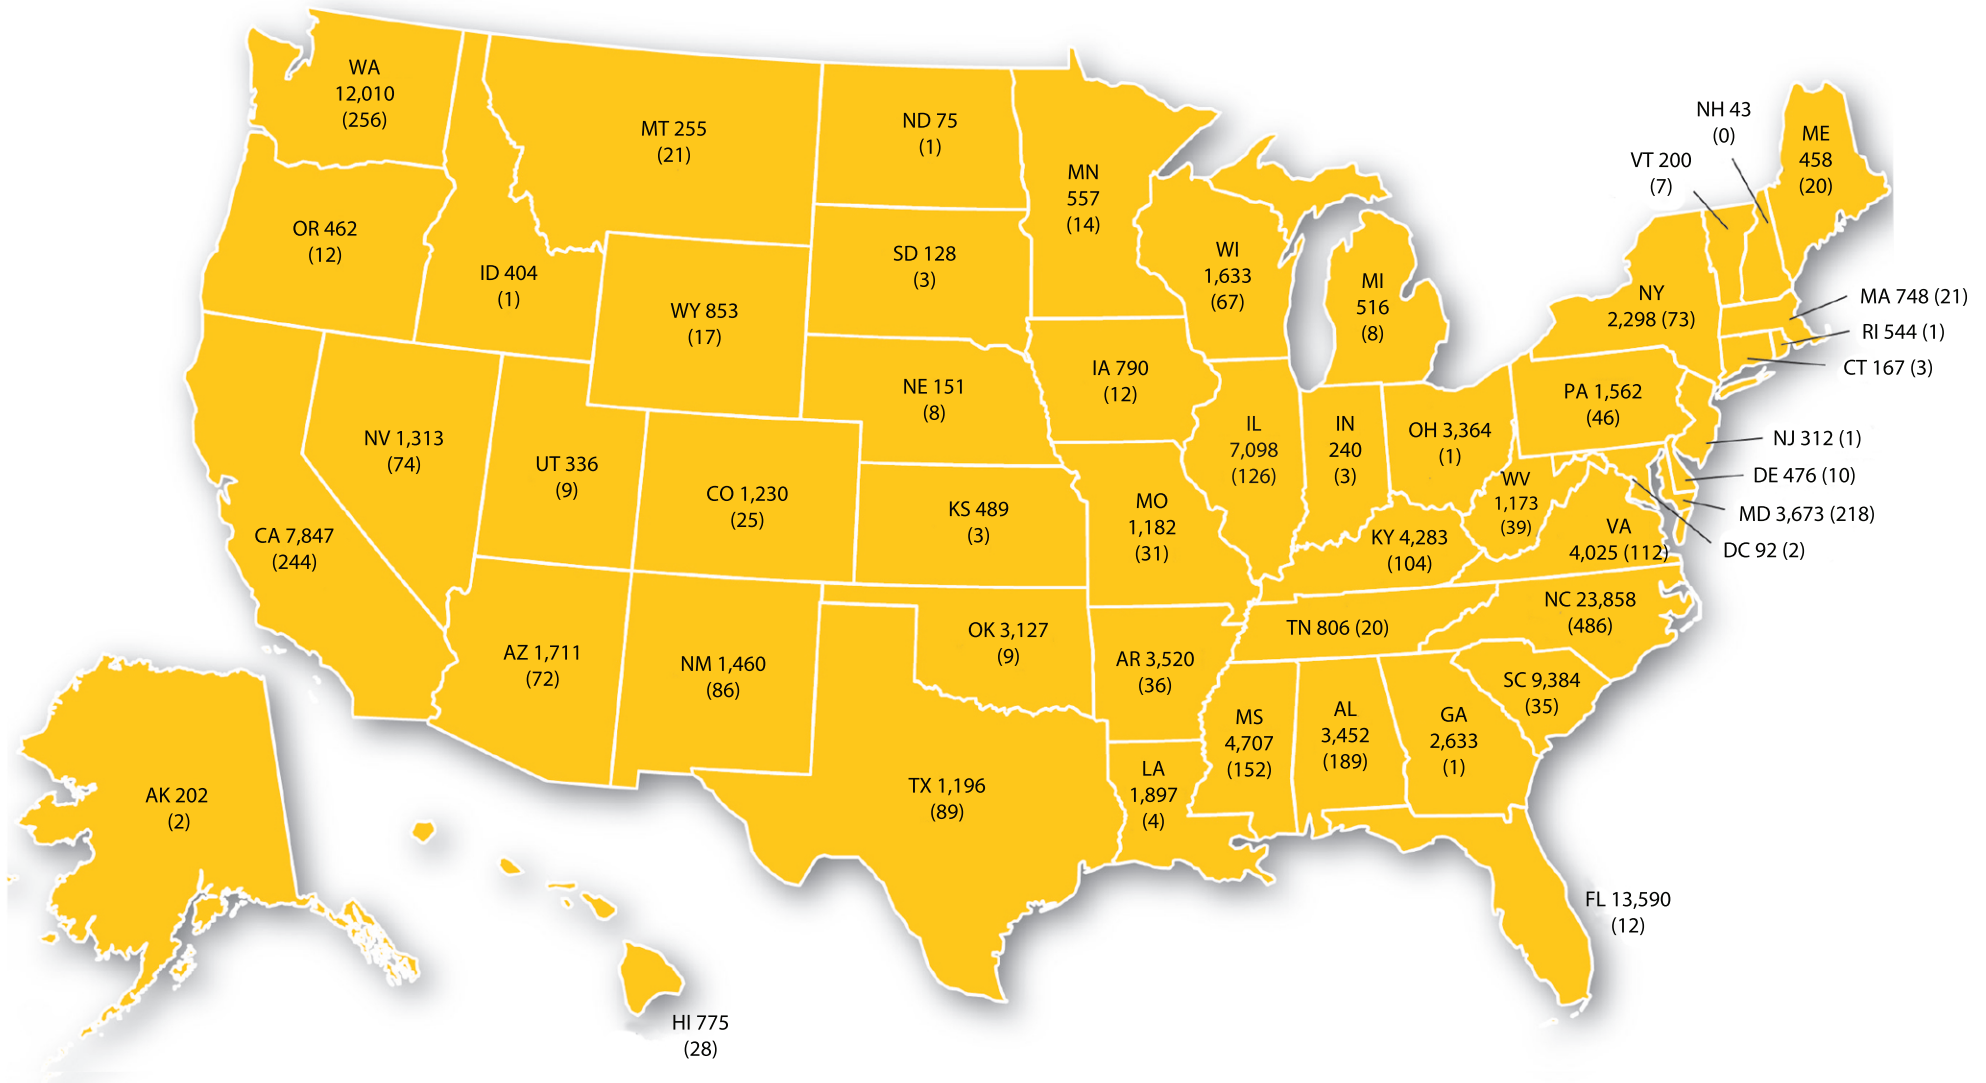 WA
12,010
(256)
MT 255
(21)
ND 75
(1)
MN
557
(14)
NH 43
(0)
VT 200
(7)
ME
458
(20)
OR 462
(12)
ID 404
(1)
WY 853
(17)
SD 128
(3)
WI
1,633
(67)
MI
516
(8)
NY
2,298 (73)
MA 748 (21)
RI 544 (1)
CT 167 (3)
NE 151
(8)
IA 790
(12)
PA 1,562
(46)
NJ 312 (1)
DE 476 (10)
MD 3,673 (218)
DC 92 (2)
NV 1,313
(74)
UT 336
(9)
CO 1,230
(25)
KS 489
(3)
MO
1,182
(31)
IL
7,098
(126)
IN
240
(3)
OH 3,364
(1)
WV
1,173
(39)
VA
4,025 (112)
KY 4,283
(104)
CA 7,847
(244)
AZ 1,711
(72)
NM 1,460
(86)
OK 3,127
(9)
AR 3,520
(36)
TN 806 (20)
NC 23,858
(486)
SC 9,384
(35)
MS
4,707
(152)
AL
3,452
(189)
GA
2,633
(1)
LA
1,897
(4)
TX 1,196
(89)
FL 13,590
(12)
AK 202
(2)
HI 775
(28)